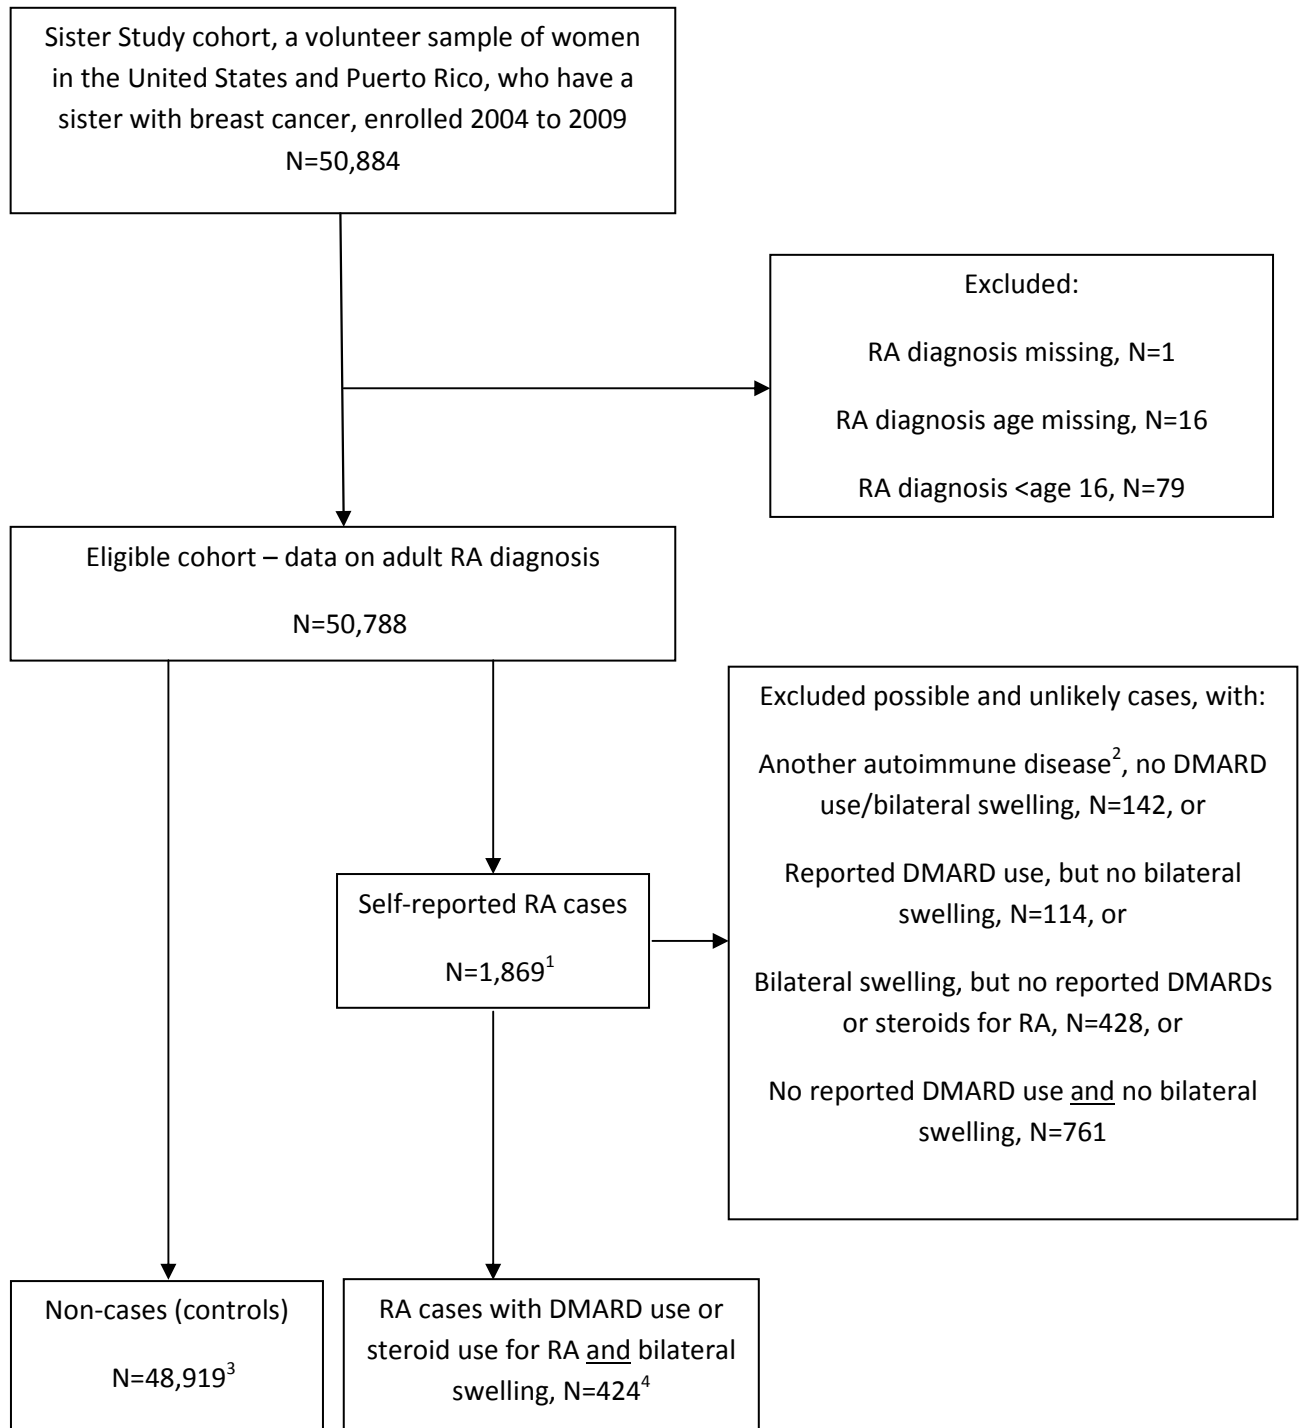 Sister Study cohort, a volunteer sample of women
in the United States and Puerto Rico, who have a
sister with breast cancer, enrolled 2004 to 2009
N=50,884
Excluded:
RA diagnosis missing, N=1
RA diagnosis age missing, N=16
RA diagnosis <age 16, N=79
Eligible cohort – data on adult RA diagnosis
N=50,788
Excluded possible and unlikely cases, with:
Another autoimmune disease², no DMARD
use/bilateral swelling, N=142, or
Reported DMARD use, but no bilateral
swelling, N=114, or
Bilateral swelling, but no reported DMARDs
or steroids for RA, N=428, or
No reported DMARD use and no bilateral
swelling, N=761
Self-reported RA cases
N=1,869¹
Non-cases (controls)
N=48,919³
RA cases with DMARD use or
steroid use for RA and bilateral
swelling, N=424⁴